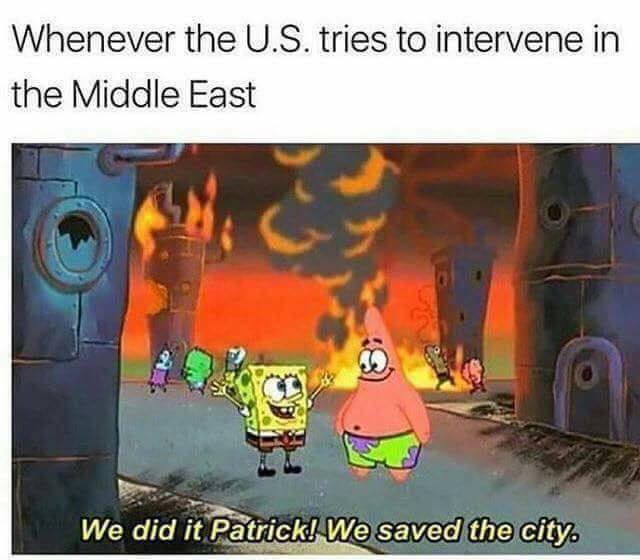 Whenever the U.S. tries to intervene in
the Middle East
We did it Patrick! We saved the city.